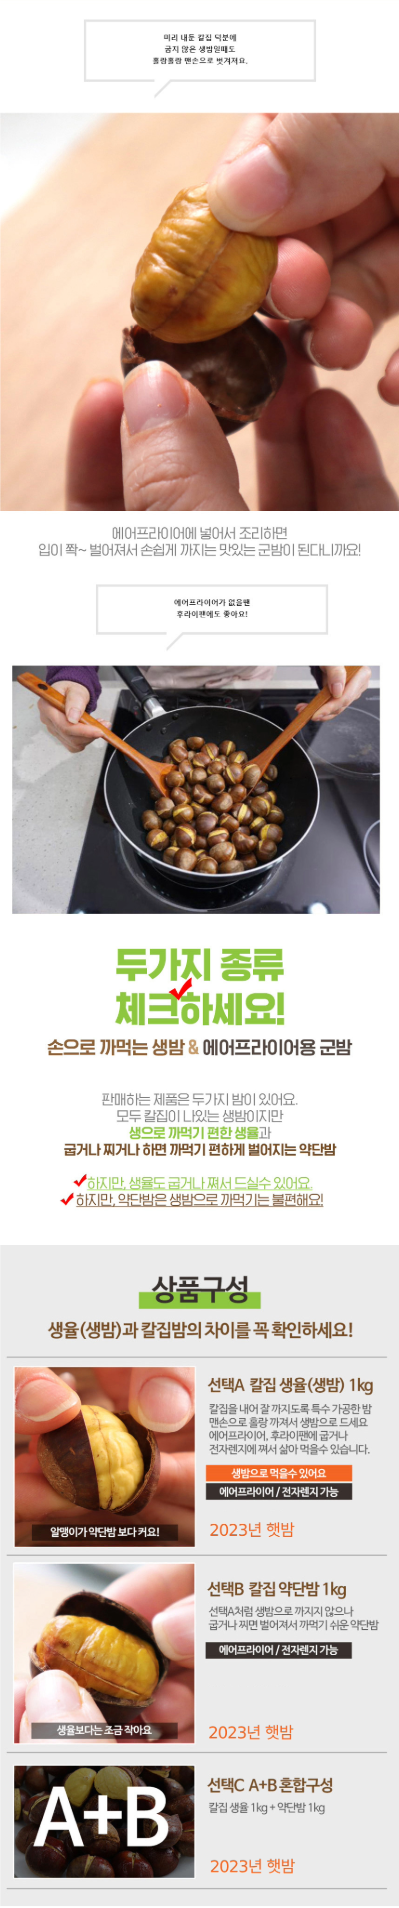 미리 내둔 칼집 덕분에
굽지 않은 생밤일때도
홀랑홀랑 맨손으로 벗겨져요.
에어프라이어에 넣어서 조리하면
입이 쫙~ 벌어져서 손쉽게 까지는 맛있는 군밤이 된다니까요!
에어프라이어가 없을땐
후라이팬에도 좋아요!
두가지 종류
체크하세요!
손으로 까먹는 생밤 & 에어프라이어용 군밤
판매하는 제품은 두가지 밤이 있어요.
모두 칼집이 나있는 생밤이지만
생으로 까먹기 편한 생율과
굽거나 찌거나 하면 까먹기 편하게 벌어지는 약단밤
하지만, 생율도 굽거나 쪄서 드실수 있어요.
하지만, 약단밤은 생밤으로 까먹기는 불편해요!
상품구성
생율(생밤)과 칼집밤의 차이를 꼭 확인하세요!
선택A 칼집 생율(생밤) 1kg
칼집을 내어 잘 까지도록 특수 가공한 밤
맨손으로 홀랑 까져서 생밤으로 드세요
에어프라이어, 후라이팬에 굽거나
전자렌지에 쪄서 삶아 먹을수 있습니다.
생밤으로 먹을수 있어요
에어프라이어 / 전자렌지 가능
알맹이가 약단밤 보다 커요!
2023년 햇밤
선택B 칼집 약단밤 1kg
선택A처럼 생밤으로 까지지 않으나
굽거나 찌면 벌어져서 까먹기 쉬운 약단밤
에어프라이어 / 전자렌지 가능
생율보다는 조금 작아요
2023년 햇밤
A+B
선택C A+B 혼합구성
칼집 생율 1kg + 약단밤 1kg
2023년 햇밤